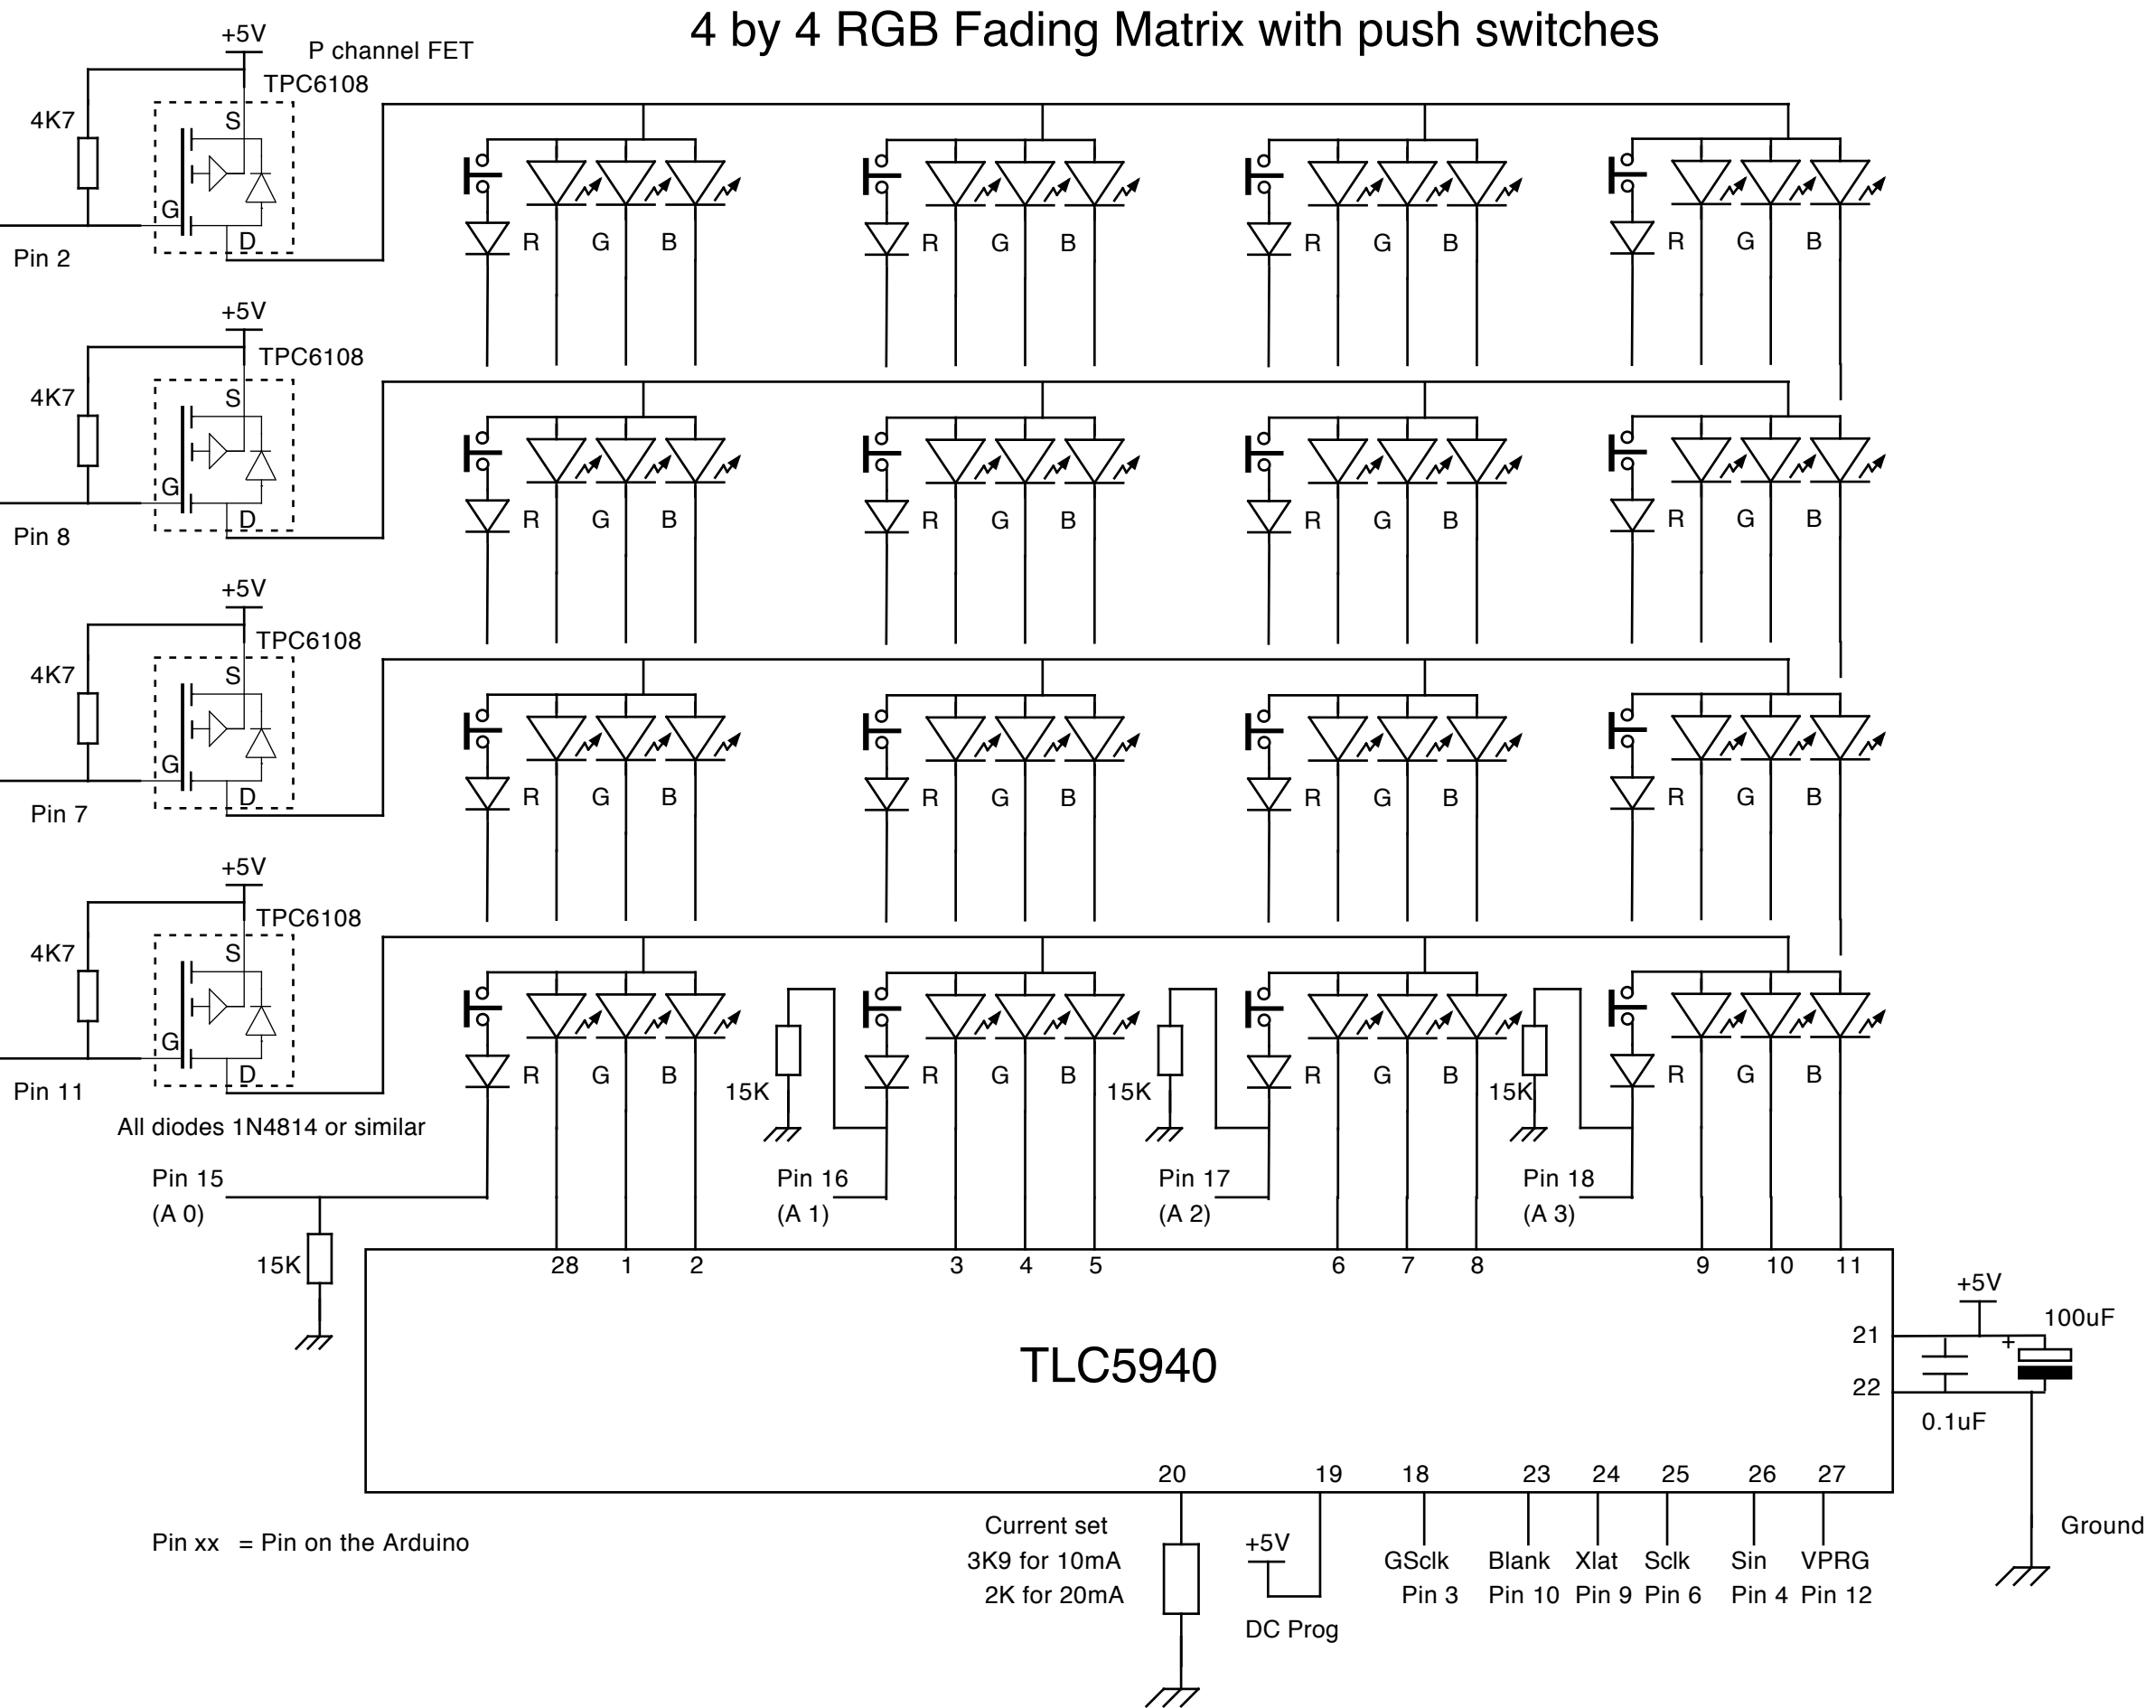 4 by 4 RGB Fading Matrix with push switches
+5V
P channel FET
TPC6108
4K7
S
G
D
Pin 2
R G B R G B R G B R G B
+5V
TPC6108
4K7
S
G
D
Pin 8
R G B R G B R G B R G B
+5V
TPC6108
4K7
S
G
D
Pin 7
R G B R G B R G B R G B
+5V
TPC6108
4K7
S
G
D
Pin 11
R G B R G B R G B R G B
15K 15K 15K
All diodes 1N4814 or similar
Pin 15 Pin 16 Pin 17 Pin 18
(A 0) (A 1) (A 2) (A 3)
15K
28 1 2 3 4 5 6 7 8 9 10 11
+5V
100uF
21
+
TLC5940
22
0.1uF
20 19 18 23 24 25 26 27
Current set
3K9 for 10mA
2K for 20mA
+5V
DC Prog
GSclk Blank Xlat Sclk Sin VPRG
Pin 3 Pin 10 Pin 9 Pin 6 Pin 4 Pin 12
Ground
Pin xx = Pin on the Arduino